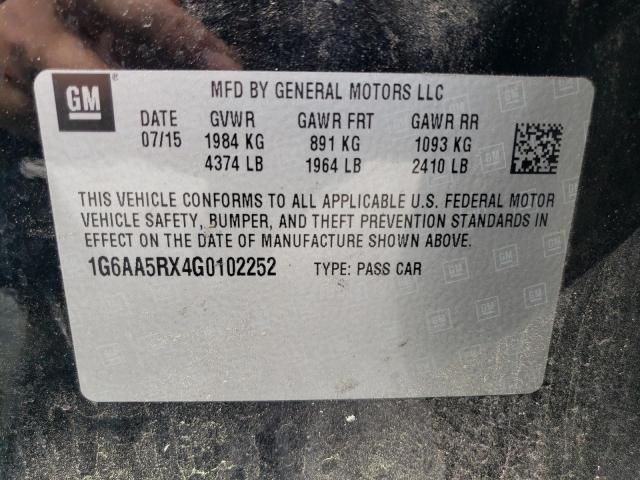 GM ® MFD BY GENERAL MOTORS LLC
DATE GVWR GAWR FRT GAWR RR
07/15 1984 KG 891 KG 1093 KG
4374 LB 1964 LB 2410 LB
THIS VEHICLE CONFORMS TO ALL APPLICABLE U.S. FEDERAL MOTOR
VEHICLE SAFETY, BUMPER, AND THEFT PREVENTION STANDARDS IN
EFFECT ON THE DATE OF MANUFACTURE SHOWN ABOVE.
1G6AA5RX4G0102252 TYPE: PASS CAR